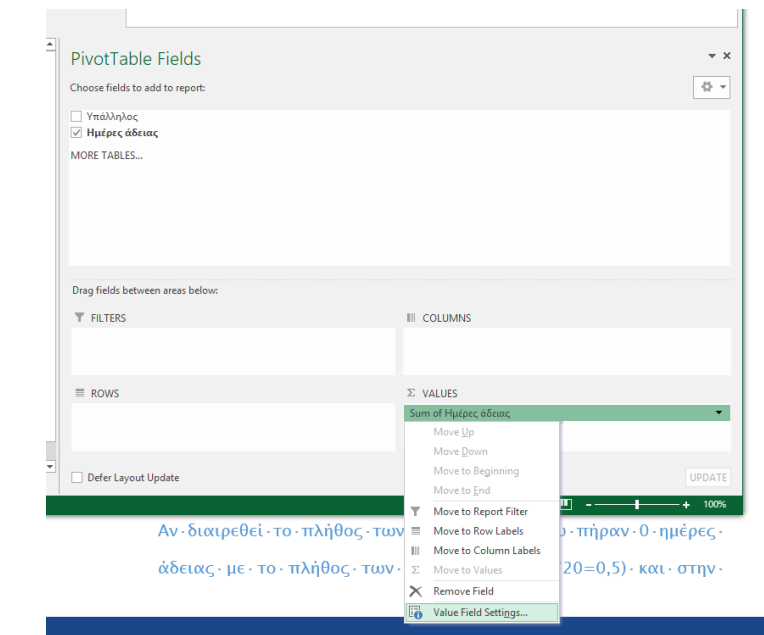 PivotTable Fields
Choose fields to add to report:
Υπάλληλος
Ημέρες άδειας
MORE TABLES...
Drag fields between areas below:
FILTERS
COLUMNS
ROWS
Σ VALUES
Sum of Ημέρες άδειας
Move Up
Move Down
Move to Beginning
Move to End
Defer Layout Update
UPDATE
Move to Report Filter
100%
Move to Row Labels
Move to Column Labels
Σ Move to Values
Remove Field
Value Field Settings...
Αν·διαιρεθεί·το·πλήθος·των πήραν·0·ημέρες·
άδειας·με·το·πλήθος·των· 20=0,5)·και·στην·